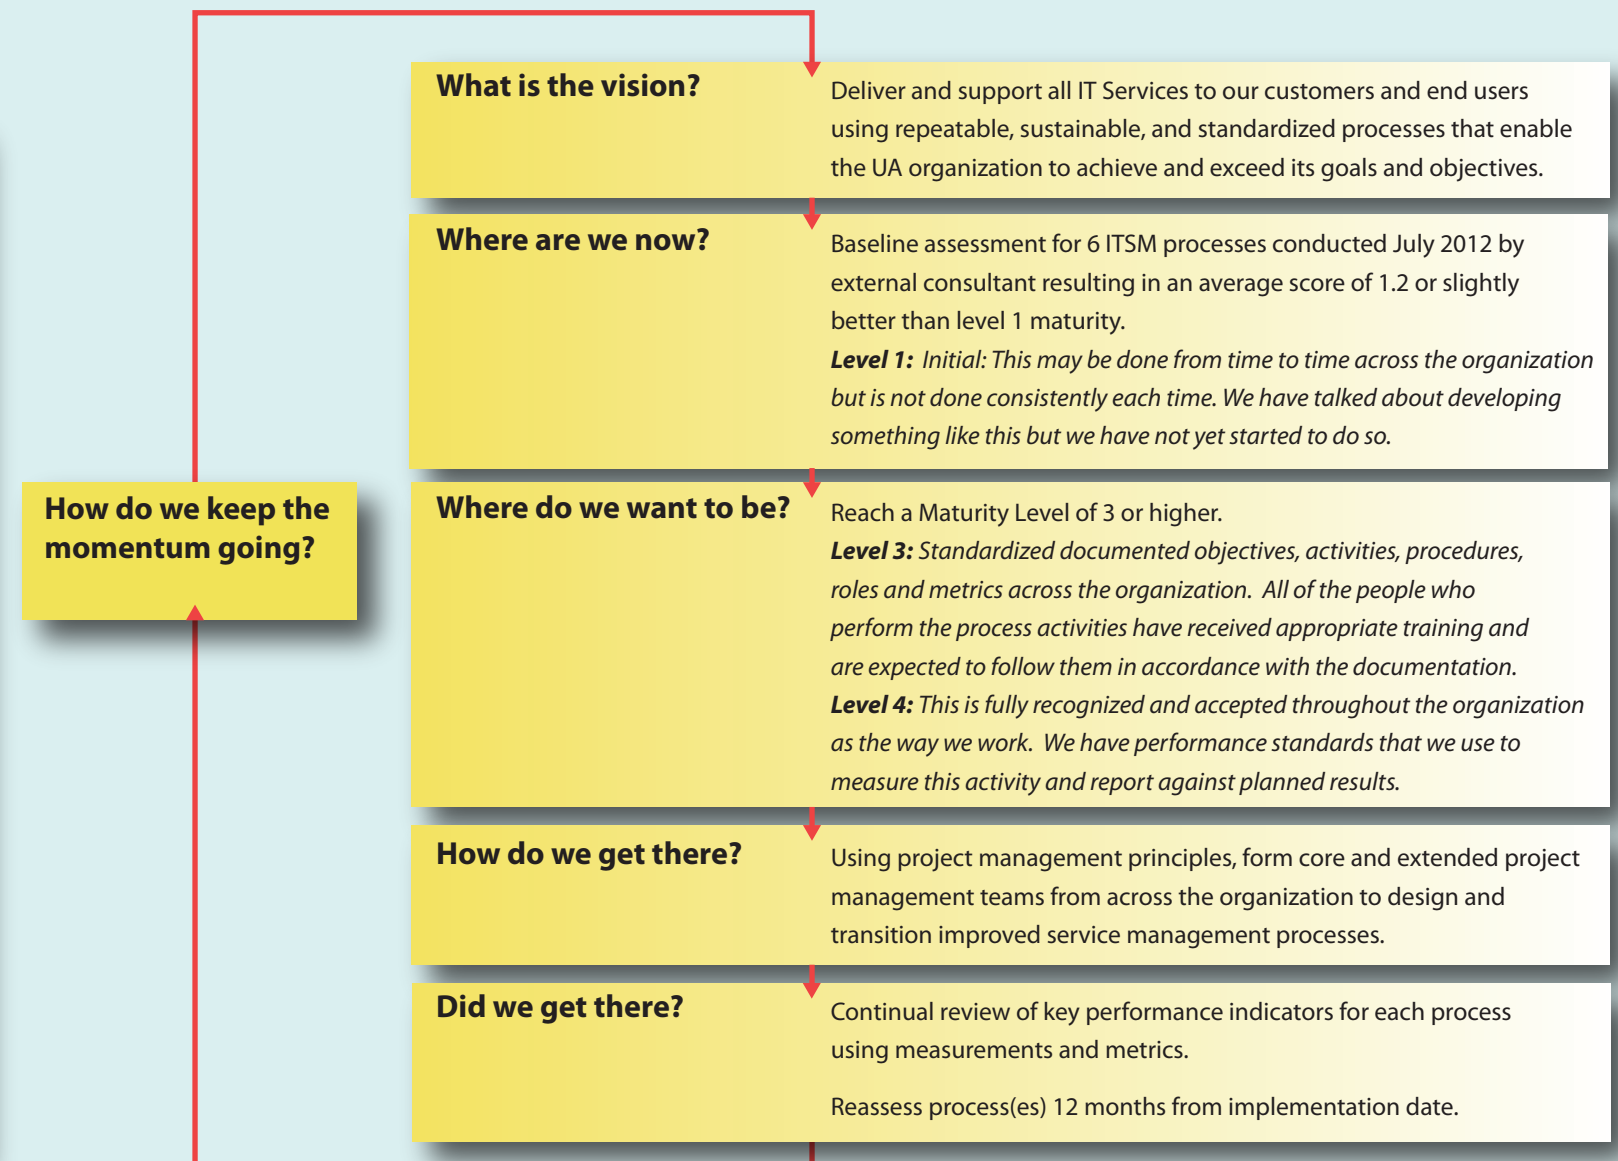 What is the vision?
Deliver and support all IT Services to our customers and end users
using repeatable, sustainable, and standardized processes that enable
the UA organization to achieve and exceed its goals and objectives.
Where are we now?
Baseline assessment for 6 ITSM processes conducted July 2012 by
external consultant resulting in an average score of 1.2 or slightly
better than level 1 maturity.
Level 1: Initial: This may be done from time to time across the organization
but is not done consistently each time. We have talked about developing
something like this but we have not yet started to do so.
How do we keep the
momentum going?
Where do we want to be?
Reach a Maturity Level of 3 or higher.
Level 3: Standardized documented objectives, activities, procedures,
roles and metrics across the organization. All of the people who
perform the process activities have received appropriate training and
are expected to follow them in accordance with the documentation.
Level 4: This is fully recognized and accepted throughout the organization
as the way we work. We have performance standards that we use to
measure this activity and report against planned results.
How do we get there?
Using project management principles, form core and extended project
management teams from across the organization to design and
transition improved service management processes.
Did we get there?
Continual review of key performance indicators for each process
using measurements and metrics.
Reassess process(es) 12 months from implementation date.